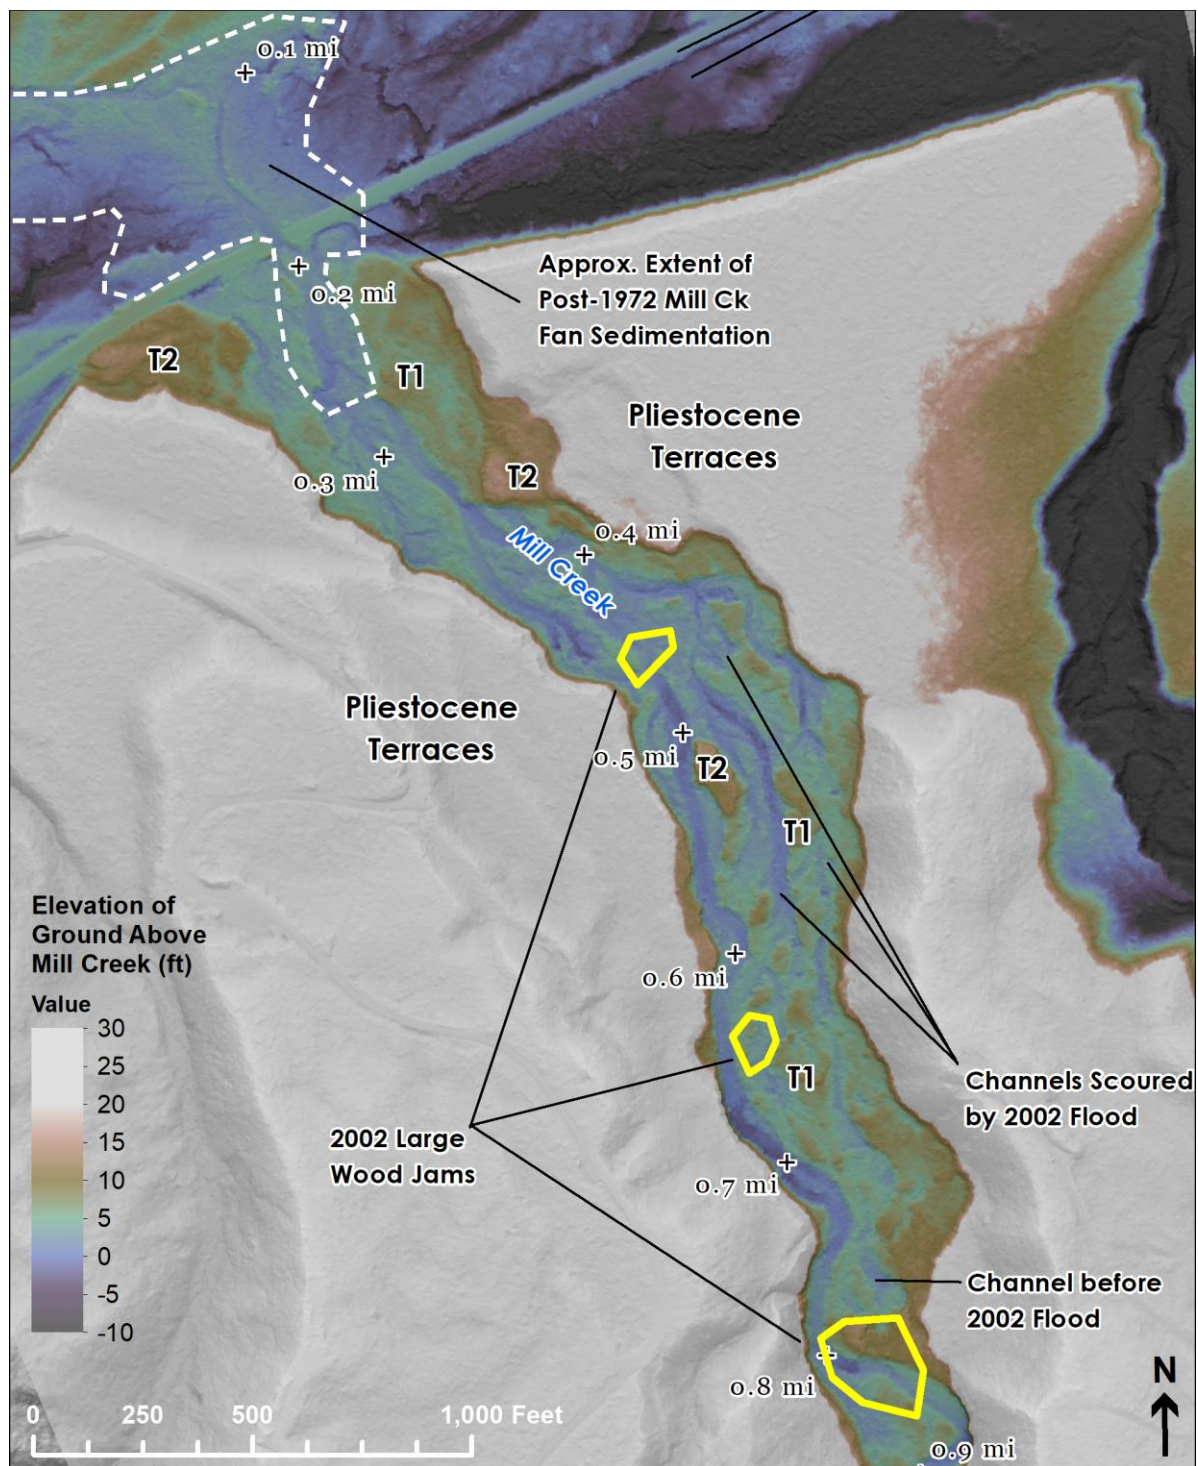 0.1 mi
Approx. Extent of
Post-1972 Mill Ck
Fan Sedimentation
0.2 mi
T2
T1
Pliestocene
Terraces
T2
0.3 mi
0.4 mi
Mill Creek
Pliestocene
Terraces
0.5 mi
T2
T1
Elevation of
Ground Above
Mill Creek (ft)
Value
30
25
20
15
10
5
0
-5
-10
0.6 mi
T1
Channels Scoured
by 2002 Flood
2002 Large
Wood Jams
0.7 mi
Channel before
2002 Flood
0.8 mi
N
0 250 500 1,000 Feet
0.9 mi